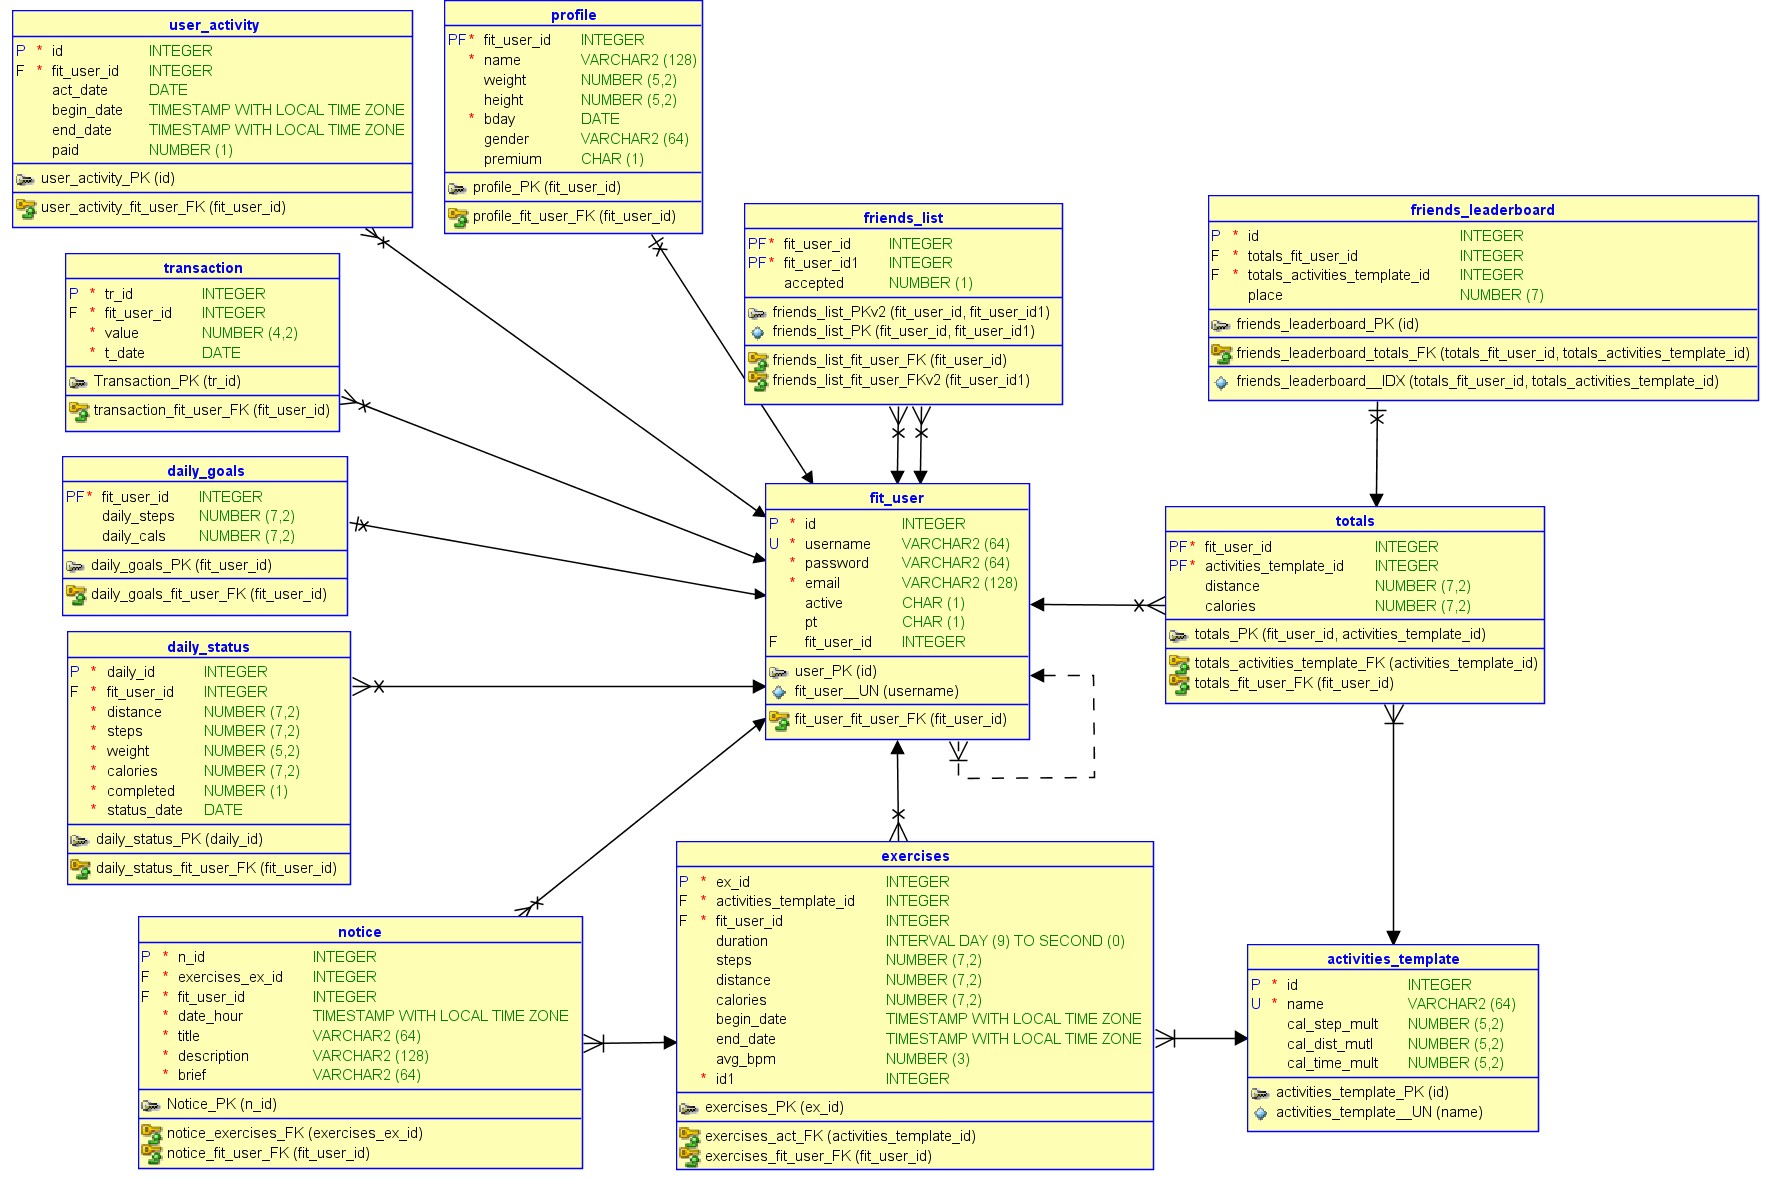 user_activity
P * id INTEGER
F * fit_user_id INTEGER
act_date DATE
begin_date TIMESTAMP WITH LOCAL TIME ZONE
end_date TIMESTAMP WITH LOCAL TIME ZONE
paid NUMBER (1)
user_activity_PK (id)
user_activity_fit_user_FK (fit_user_id)
profile
PF * fit_user_id INTEGER
* name VARCHAR2 (128)
weight NUMBER (5,2)
height NUMBER (5,2)
* bday DATE
gender VARCHAR2 (64)
premium CHAR (1)
profile_PK (fit_user_id)
profile_fit_user_FK (fit_user_id)
friends_list
PF * fit_user_id INTEGER
PF * fit_user_id1 INTEGER
accepted NUMBER (1)
friends_list_PKv2 (fit_user_id, fit_user_id1)
friends_list_PK (fit_user_id, fit_user_id1)
friends_list_fit_user_FK (fit_user_id)
friends_list_fit_user_FKv2 (fit_user_id1)
friends_leaderboard
P * id INTEGER
F * totals_fit_user_id INTEGER
F * totals_activities_template_id INTEGER
place NUMBER (7)
friends_leaderboard_PK (id)
friends_leaderboard_totals_FK (totals_fit_user_id, totals_activities_template_id)
friends_leaderboard__IDX (totals_fit_user_id, totals_activities_template_id)
transaction
P * tr_id INTEGER
F * fit_user_id INTEGER
* value NUMBER (4,2)
* t_date DATE
Transaction_PK (tr_id)
transaction_fit_user_FK (fit_user_id)
daily_goals
PF * fit_user_id INTEGER
daily_steps NUMBER (7,2)
daily_cals NUMBER (7,2)
daily_goals_PK (fit_user_id)
daily_goals_fit_user_FK (fit_user_id)
fit_user
P * id INTEGER
U * username VARCHAR2 (64)
* password VARCHAR2 (64)
* email VARCHAR2 (128)
active CHAR (1)
pt CHAR (1)
F fit_user_id INTEGER
user_PK (id)
fit_user__UN (username)
fit_user_fit_user_FK (fit_user_id)
totals
PF * fit_user_id INTEGER
PF * activities_template_id INTEGER
distance NUMBER (7,2)
calories NUMBER (7,2)
totals_PK (fit_user_id, activities_template_id)
totals_activities_template_FK (activities_template_id)
totals_fit_user_FK (fit_user_id)
daily_status
P * daily_id INTEGER
F * fit_user_id INTEGER
* distance NUMBER (7,2)
* steps NUMBER (7,2)
* weight NUMBER (5,2)
* calories NUMBER (7,2)
* completed NUMBER (1)
* status_date DATE
daily_status_PK (daily_id)
daily_status_fit_user_FK (fit_user_id)
notice
P * n_id INTEGER
F * exercises_ex_id INTEGER
F * fit_user_id INTEGER
* date_hour TIMESTAMP WITH LOCAL TIME ZONE
* title VARCHAR2 (64)
* description VARCHAR2 (128)
* brief VARCHAR2 (64)
Notice_PK (n_id)
notice_exercises_FK (exercises_ex_id)
notice_fit_user_FK (fit_user_id)
exercises
P * ex_id INTEGER
F * activities_template_id INTEGER
F * fit_user_id INTEGER
duration INTERVAL DAY (9) TO SECOND (0)
steps NUMBER (7,2)
distance NUMBER (7,2)
calories NUMBER (7,2)
begin_date TIMESTAMP WITH LOCAL TIME ZONE
end_date TIMESTAMP WITH LOCAL TIME ZONE
avg_bpm NUMBER (3)
* id1 INTEGER
exercises_PK (ex_id)
exercises_act_FK (activities_template_id)
exercises_fit_user_FK (fit_user_id)
activities_template
P * id INTEGER
U * name VARCHAR2 (64)
cal_step_mult NUMBER (5,2)
cal_dist_mutl NUMBER (5,2)
cal_time_mult NUMBER (5,2)
activities_template_PK (id)
activities_template__UN (name)